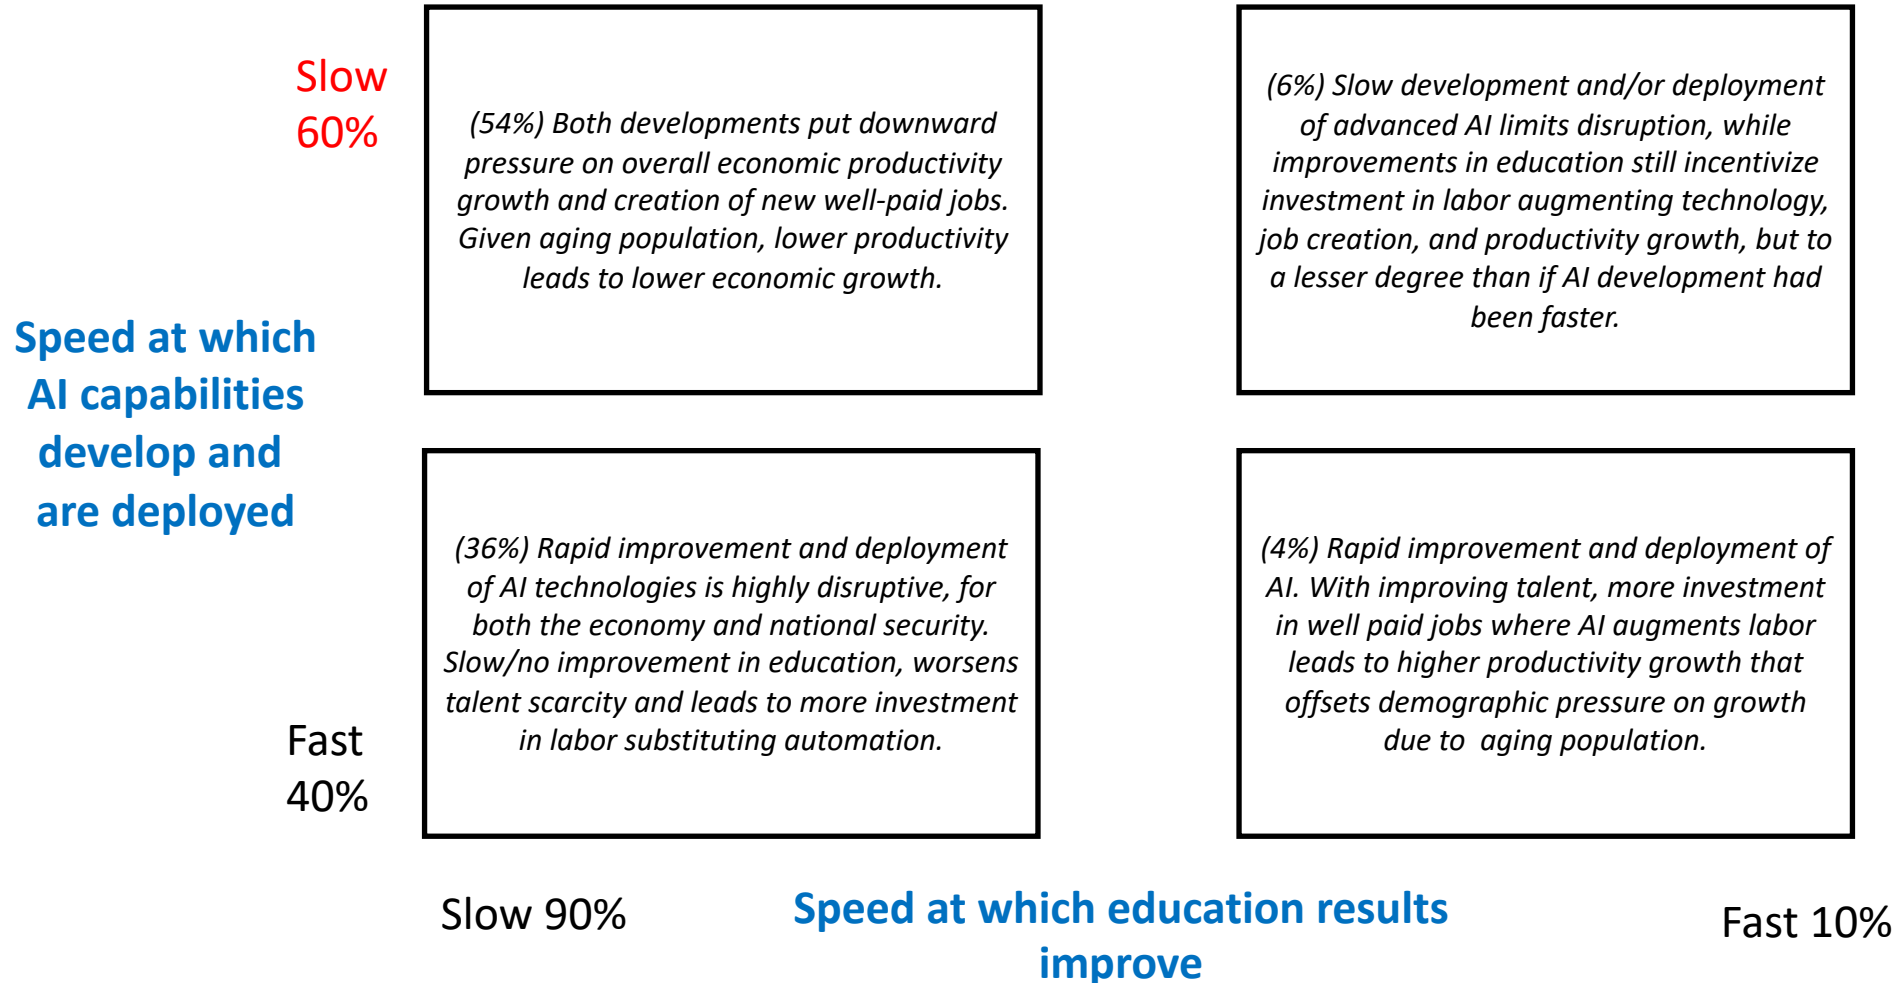 Slow
60%
(54%) Both developments put downward
pressure on overall economic productivity
growth and creation of new well-paid jobs.
Given aging population, lower productivity
leads to lower economic growth.
(6%) Slow development and/or deployment
of advanced AI limits disruption, while
improvements in education still incentivize
investment in labor augmenting technology,
job creation, and productivity growth, but to
a lesser degree than if AI development had
been faster.
Speed at which
AI capabilities
develop and
are deployed
(36%) Rapid improvement and deployment
of AI technologies is highly disruptive, for
both the economy and national security.
Slow/no improvement in education, worsens
talent scarcity and leads to more investment
in labor substituting automation.
(4%) Rapid improvement and deployment of
AI. With improving talent, more investment
in well paid jobs where AI augments labor
leads to higher productivity growth that
offsets demographic pressure on growth
due to  aging population.
Fast
40%
Slow 90%
Speed at which education results
improve
Fast 10%